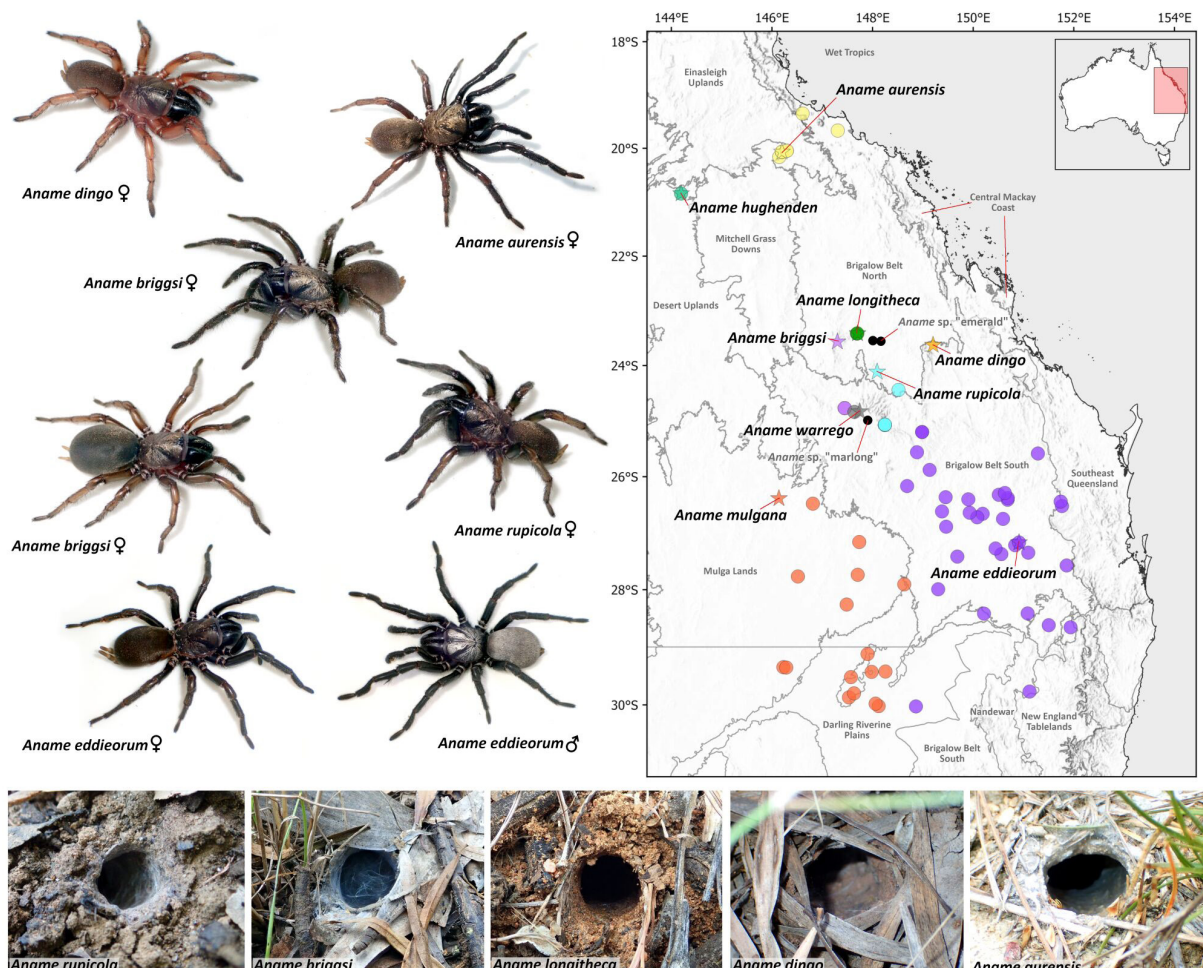 Aname dingo ♀
Aname aurensis ♀
Aname briggsi ♀
Aname briggsi ♀
Aname rupicola ♀
Aname eddieorum ♀
Aname eddieorum ♂
144°E
146°E
148°E
150°E
152°E
154°E
18°S
20°S
22°S
24°S
26°S
28°S
30°S
Wet Tropics
Einasleigh
Uplands
Aname aurensis
Aname hughenden
Central Mackay
Coast
Mitchell Grass
Downs
Brigalow Belt
North
Desert Uplands
Aname longitheca
Aname sp. "emerald"
Aname briggsi
Aname dingo
Aname rupicola
Aname warrego
Aname sp. "marlong"
Brigalow Belt South
Southeast
Queensland
Aname mulgana
Mulga Lands
Aname eddieorum
Darling Riverine
Plains
Nandewar
New England
Tablelands
Brigalow Belt
South
Aname rupicola
Aname briggsi
Aname longitheca
Aname dingo
Aname aurensis